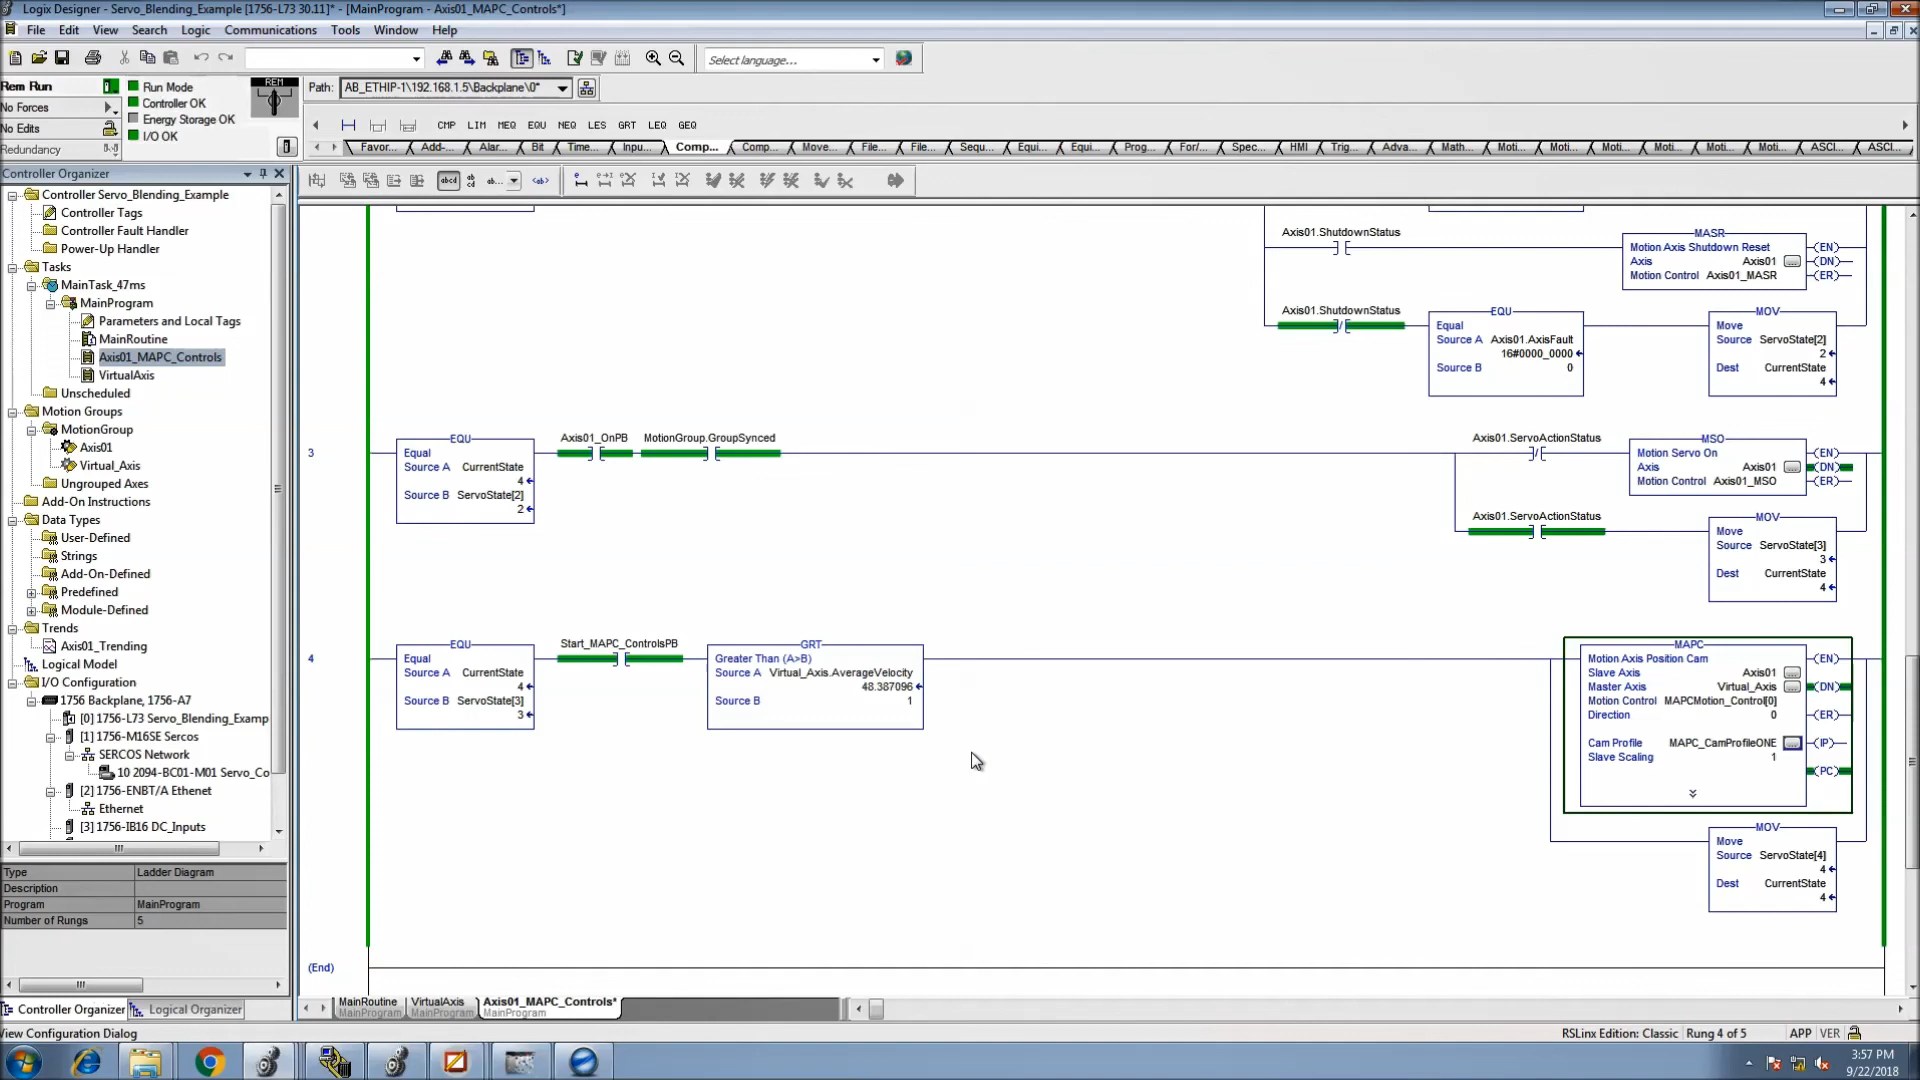 Logix Designer - Servo_Blending_Example [1756-L73 30.11]* - [MainProgram - Axis01_MAPC_Controls*]
File Edit View Search Logic Communications Tools Window Help
Select language...
Rem Run
No Forces
No Edits
Redundancy
Run Mode
Controller OK
Energy Storage OK
I/O OK
REM
Path: AB_ETHIP-1\192.168.1.5\Backplane\0*
CMP LIM MEQ EQU NEQ LES GRT LEQ GEQ
Favor... Add-... Alar... Bit Time... Inpu... Comp... Comp... Move... File... File... Sequ... Equi... Equi... Prog... For/... Spec... HMI Trig... Adva... Math... Moti... Moti... Moti... Moti... Moti... ASCI... ASCI...
Controller Organizer
Controller Servo_Blending_Example
Controller Tags
Controller Fault Handler
Power-Up Handler
Tasks
MainTask_47ms
MainProgram
Parameters and Local Tags
MainRoutine
Axis01_MAPC_Controls
VirtualAxis
Unscheduled
Motion Groups
MotionGroup
Axis01
Virtual_Axis
Ungrouped Axes
Add-On Instructions
Data Types
User-Defined
Strings
Add-On-Defined
Predefined
Module-Defined
Trends
Axis01_Trending
Logical Model
I/O Configuration
1756 Backplane, 1756-A7
[0] 1756-L73 Servo_Blending_Examp
[1] 1756-M16SE Sercos
SERCOS Network
10 2094-BC01-M01 Servo_Co
[2] 1756-ENBT/A Ethenet
Ethernet
[3] 1756-IB16 DC_Inputs
Type Ladder Diagram
Description
Program MainProgram
Number of Rungs 5
Controller Organizer Logical Organizer
Axis01.ShutdownStatus
MASR
Motion Axis Shutdown Reset
Axis Axis01
Motion Control Axis01_MASR
(EN)
(DN)
(ER)
Axis01.ShutdownStatus
EQU
Equal
Source A Axis01.AxisFault
16#0000_0000
Source B 0
MOV
Move
Source ServoState[2]
2
Dest CurrentState
4
3
EQU
Equal
Source A CurrentState
4
Source B ServoState[2]
2
Axis01_OnPB
MotionGroup.GroupSynced
Axis01.ServoActionStatus
MSO
Motion Servo On
Axis Axis01
Motion Control Axis01_MSO
(EN)
(DN)
(ER)
Axis01.ServoActionStatus
MOV
Move
Source ServoState[3]
3
Dest CurrentState
4
4
EQU
Equal
Source A CurrentState
4
Source B ServoState[3]
3
Start_MAPC_ControlsPB
GRT
Greater Than (A>B)
Source A Virtual_Axis.AverageVelocity
48.387096
Source B 1
MAPC
Motion Axis Position Cam
Slave Axis Axis01
Master Axis Virtual_Axis
Motion Control MAPCMotion_Control[0]
Direction 0
Cam Profile MAPC_CamProfileONE
Slave Scaling 1
(EN)
(DN)
(ER)
(IP)
(PC)
MOV
Move
Source ServoState[4]
4
Dest CurrentState
4
(End)
MainRoutine VirtualAxis Axis01_MAPC_Controls*
MainProgram MainProgram MainProgram
View Configuration Dialog
RSLinx Edition: Classic Rung 4 of 5 APP VER
3:57 PM
9/22/2018